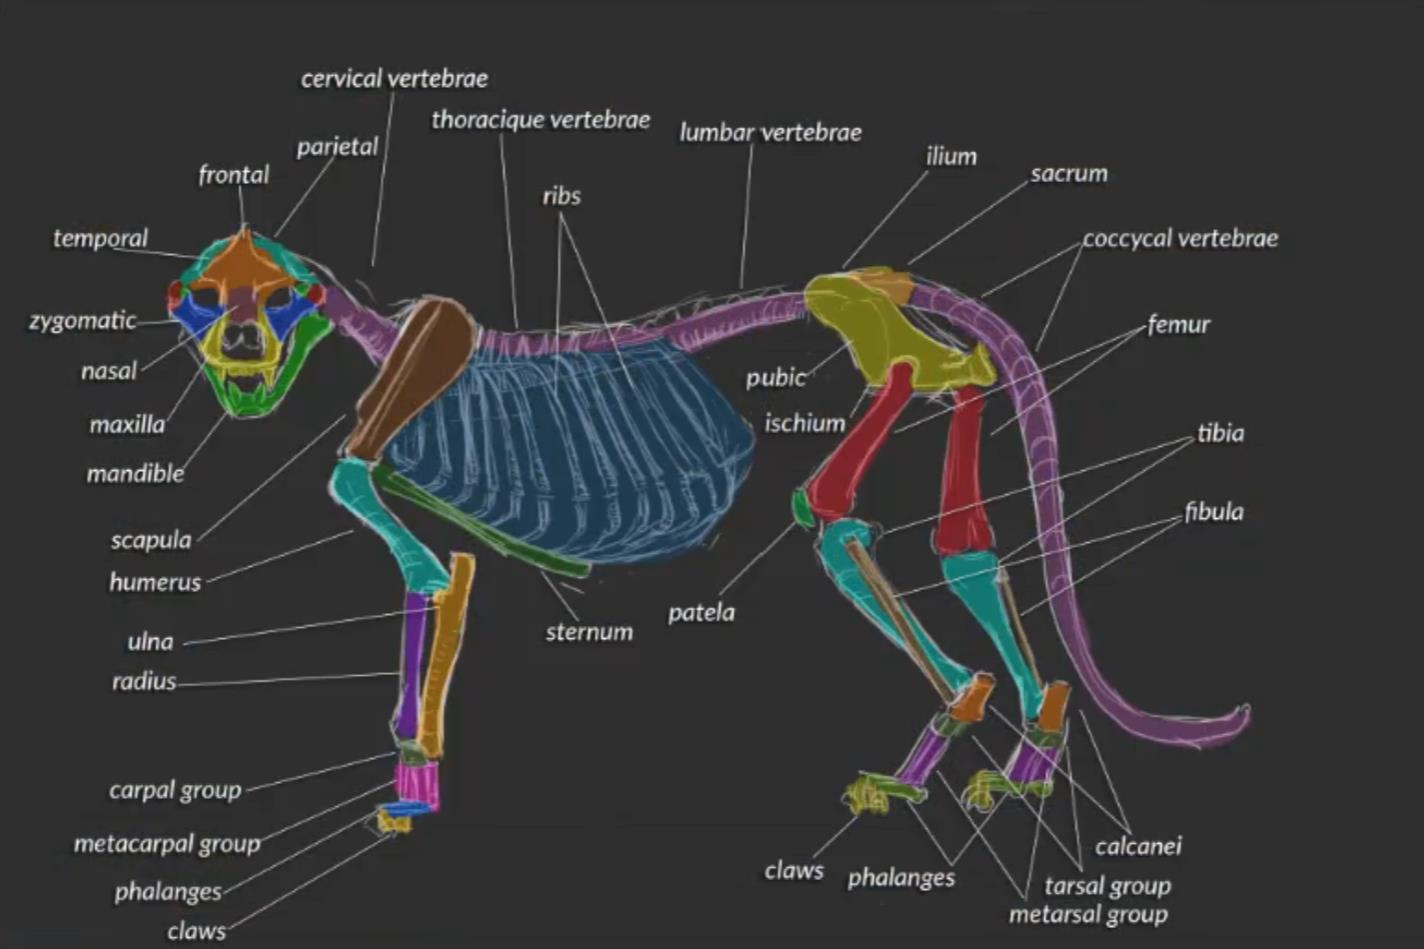 cervical vertebrae
thoracique vertebrae
lumbar vertebrae
parietal
ilium
frontal
sacrum
ribs
temporal
coccycal vertebrae
zygomatic
femur
nasal
pubic
maxilla
ischium
tibia
mandible
fibula
scapula
humerus
patela
sternum
ulna
radius
carpal group
metacarpal group
calcanei
claws
phalanges
tarsal group
phalanges
metarsal group
claws